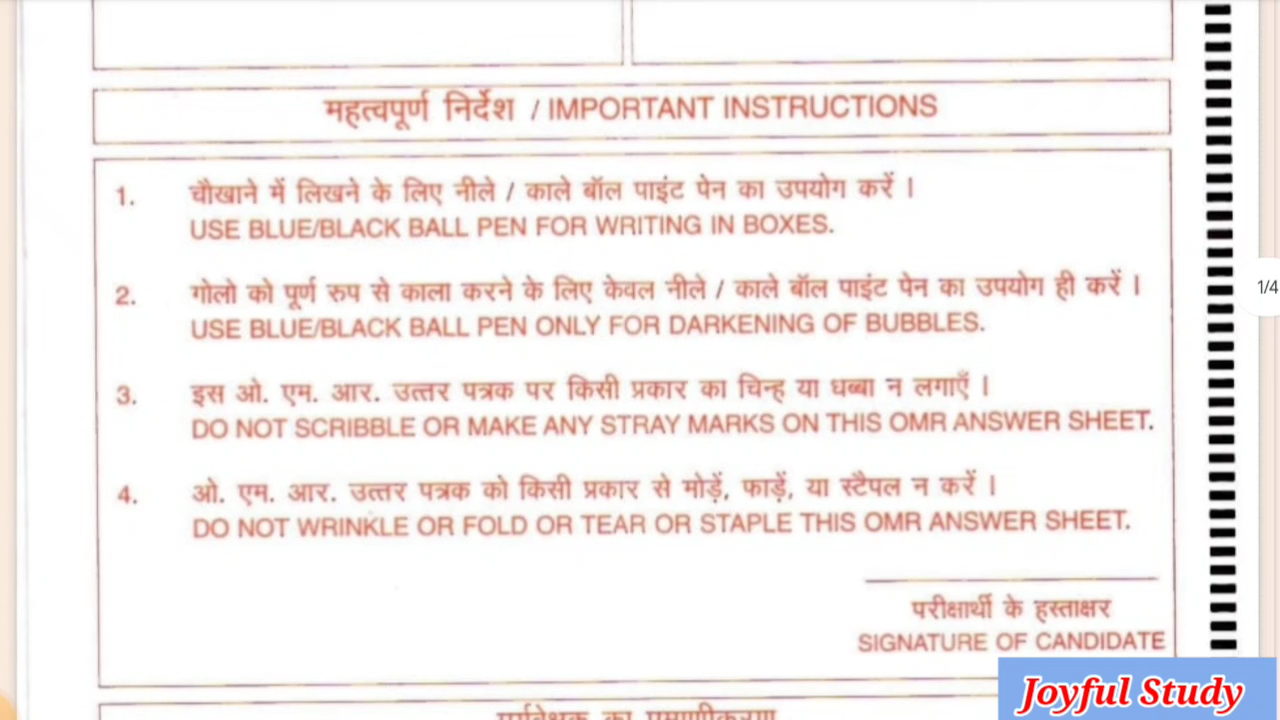 महत्वपूर्ण निर्देश / IMPORTANT INSTRUCTIONS
1. चौखाने में लिखने के लिए नीले / काले बॉल पाइंट पेन का उपयोग करें ।
USE BLUE/BLACK BALL PEN FOR WRITING IN BOXES.
2. गोलो को पूर्ण रुप से काला करने के लिए केवल नीले / काले बॉल पाइंट पेन का उपयोग ही करें ।
USE BLUE/BLACK BALL PEN ONLY FOR DARKENING OF BUBBLES.
3. इस ओ. एम. आर. उत्तर पत्रक पर किसी प्रकार का चिन्ह या धब्बा न लगाएँ ।
DO NOT SCRIBBLE OR MAKE ANY STRAY MARKS ON THIS OMR ANSWER SHEET.
4. ओ. एम. आर. उत्तर पत्रक को किसी प्रकार से मोड़ें, फाड़ें, या स्टैपल न करें ।
DO NOT WRINKLE OR FOLD OR TEAR OR STAPLE THIS OMR ANSWER SHEET.
परीक्षार्थी के हस्ताक्षर
SIGNATURE OF CANDIDATE
1/4
Joyful Study